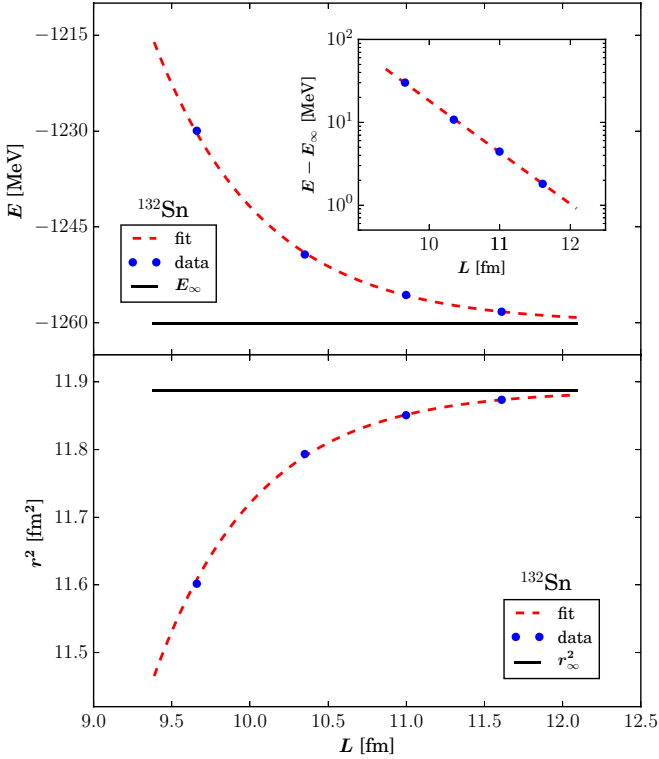 −1215
−1230
−1245
−1260
E [MeV]
¹³²Sn
fit
data
E∞
10²
10¹
10⁰
E − E∞ [MeV]
10
11
12
L [fm]
11.9
11.8
11.7
11.6
11.5
r² [fm²]
¹³²Sn
fit
data
r²∞
9.0
9.5
10.0
10.5
11.0
11.5
12.0
12.5
L [fm]